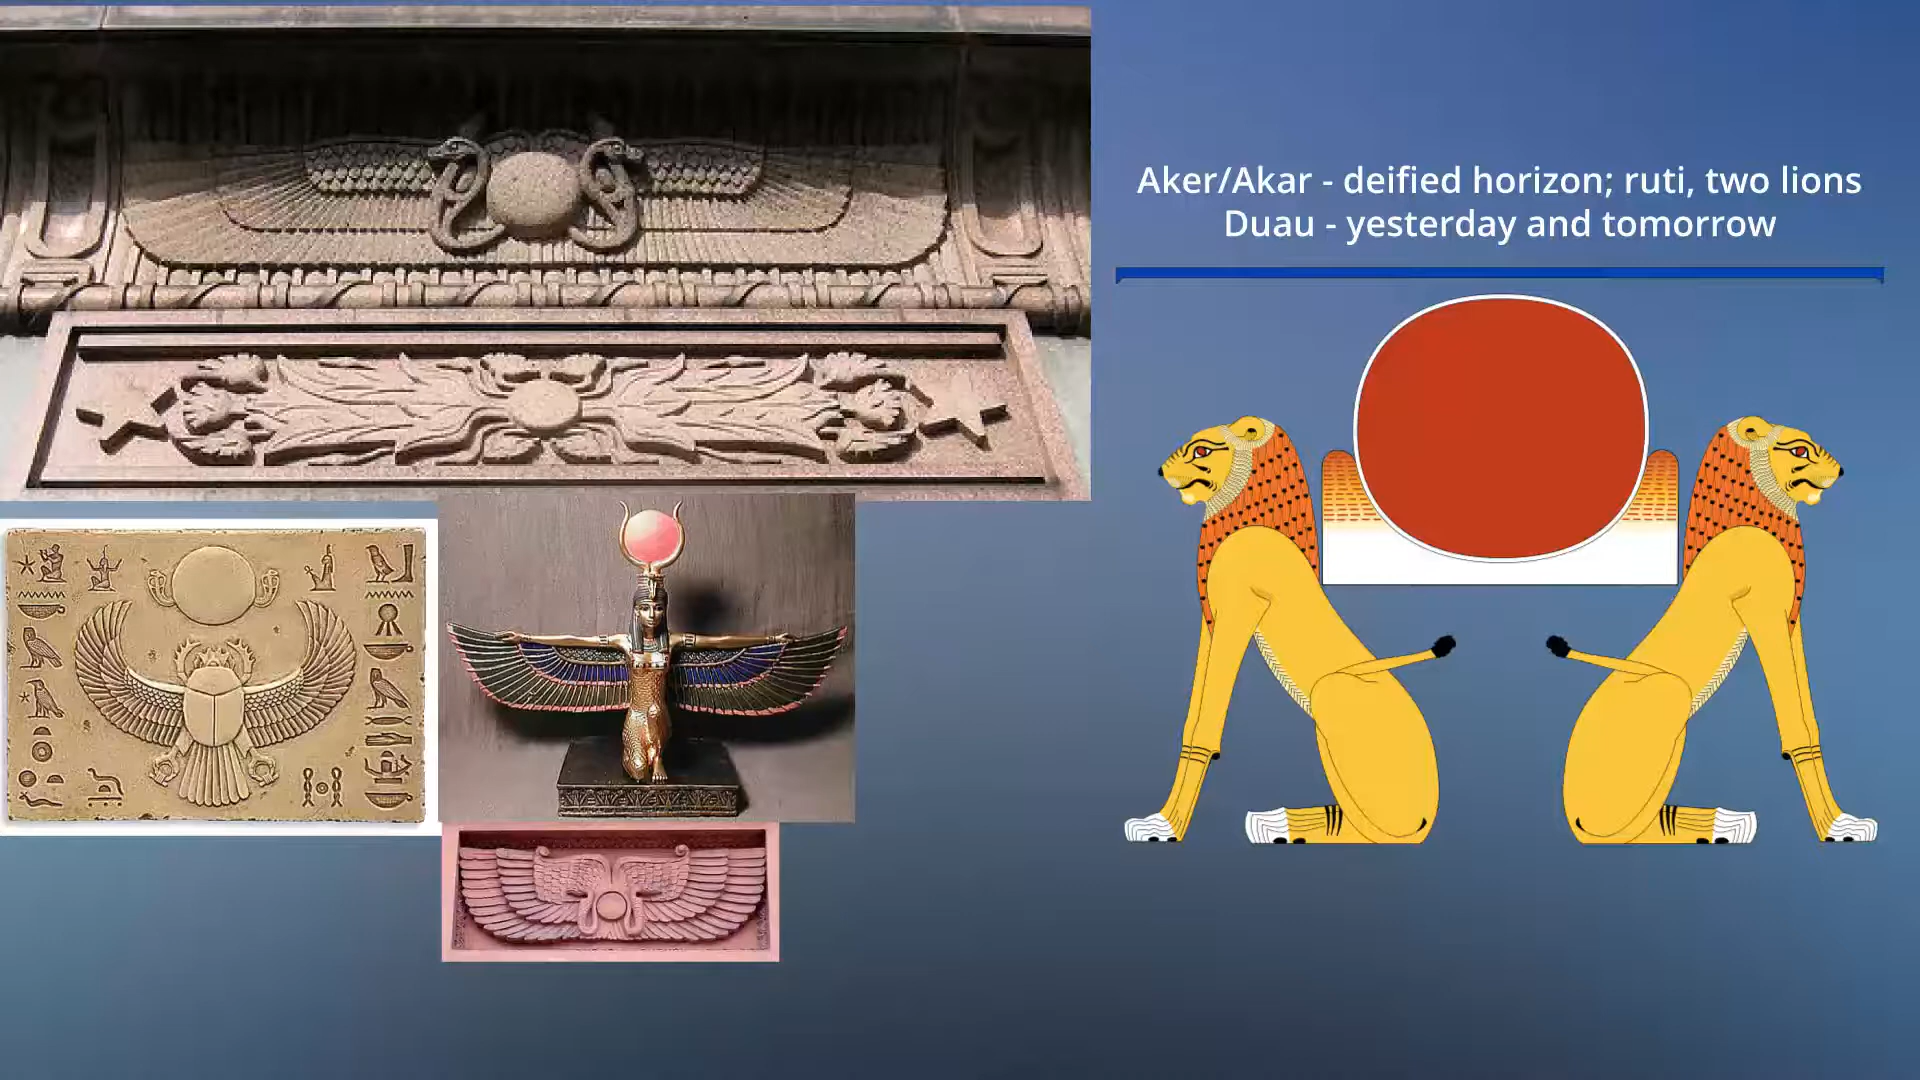 Aker/Akar - deified horizon; ruti, two lions
Duau - yesterday and tomorrow